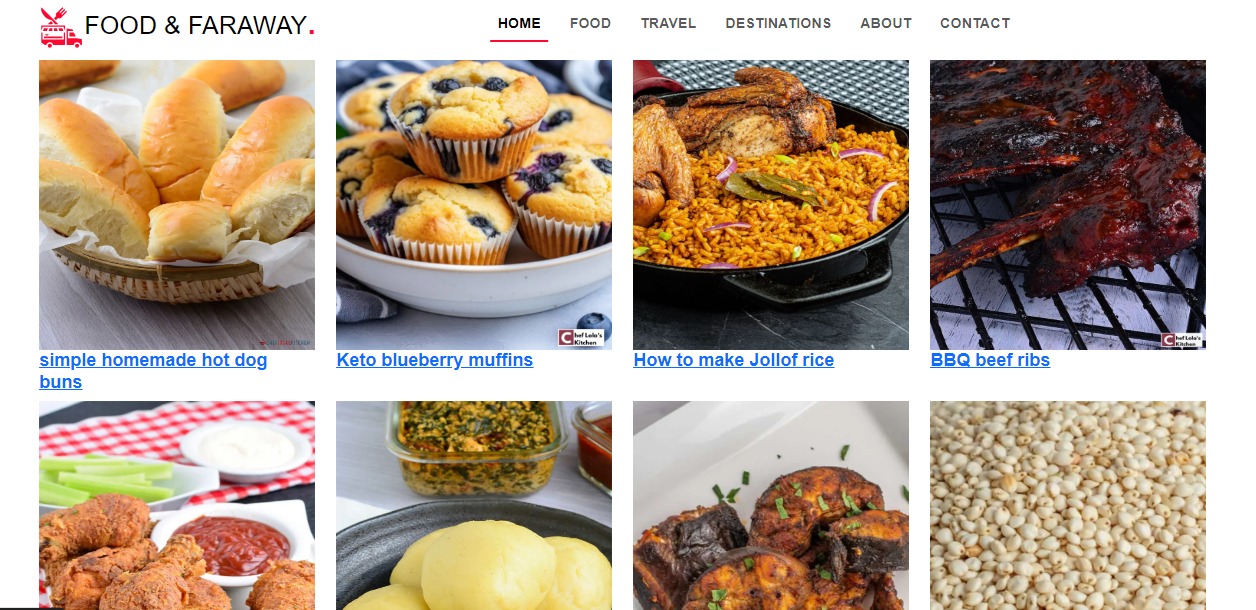 FOOD & FARAWAY.
HOME FOOD TRAVEL DESTINATIONS ABOUT CONTACT
Chef Lola's
Kitchen
Chef Lola's
Kitchen
simple homemade hot dog
buns
Keto blueberry muffins
How to make Jollof rice
BBQ beef ribs